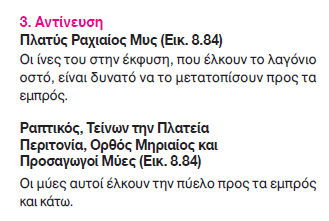 3. Αντίνευση
Πλατύς Ραχιαίος Μυς (Εικ. 8.84)
Οι ίνες του στην έκφυση, που έλκουν το λαγόνιο
οστό, είναι δυνατό να το μετατοπίσουν προς τα
εμπρός.
Ραπτικός, Τείνων την Πλατεία
Περιτονία, Ορθός Μηριαίος και
Προσαγωγοί Μύες (Εικ. 8.84)
Οι μύες αυτοί έλκουν την πύελο προς τα εμπρός
και κάτω.